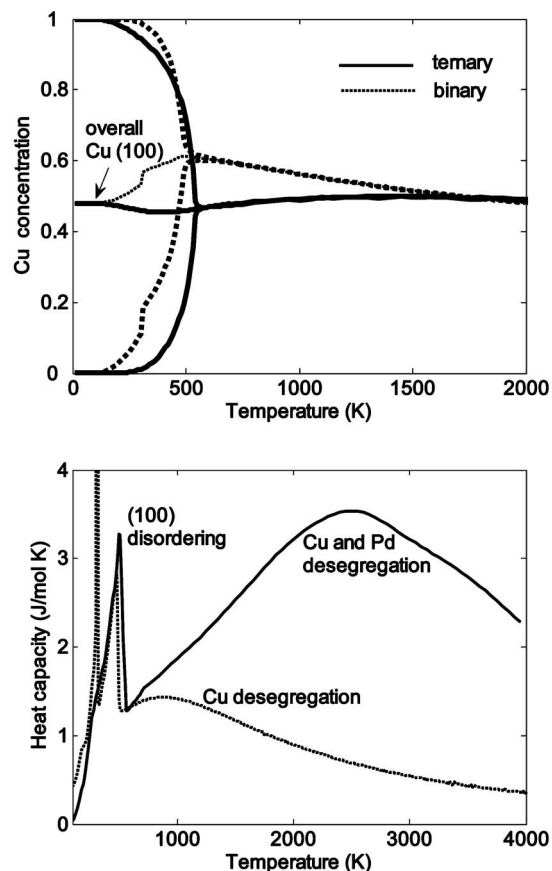 1
0.8
0.6
0.4
0.2
0
Cu concentration
ternary
binary
overall
Cu (100)
0
500
1000
1500
2000
Temperature (K)
4
3
2
1
0
Heat capacity (J/mol K)
(100)
disordering
Cu and Pd
desegregation
Cu desegregation
1000
2000
3000
4000
Temperature (K)